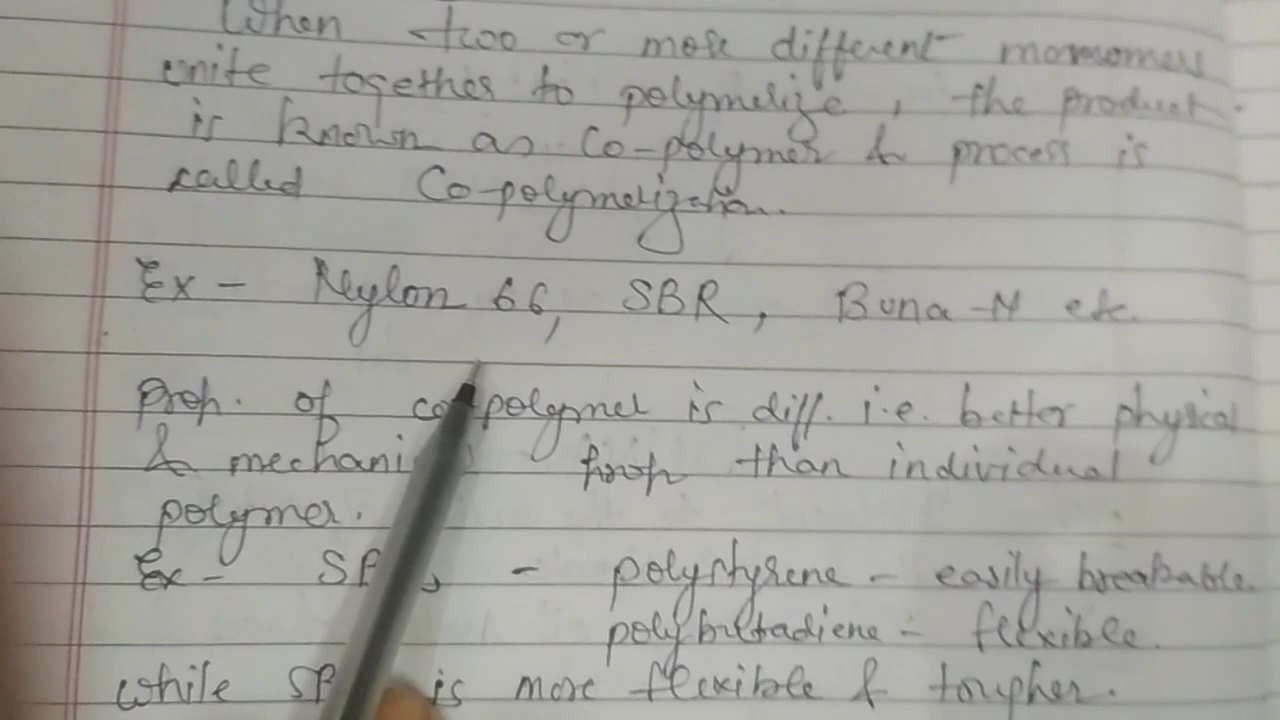 When two or more different monomers
unite together to polymerize, the product
is known as Co-polymer & process is
called Co-polymerization.
Ex - Nylon 66, SBR, Buna-N etc.
Prop. of co-polymer is diff. i.e. better physical
& mechani prop than individual
polymer.
Ex - - polystyrene - easily breakable.
polybutadiene - flexible.
while is more flexible & tougher.